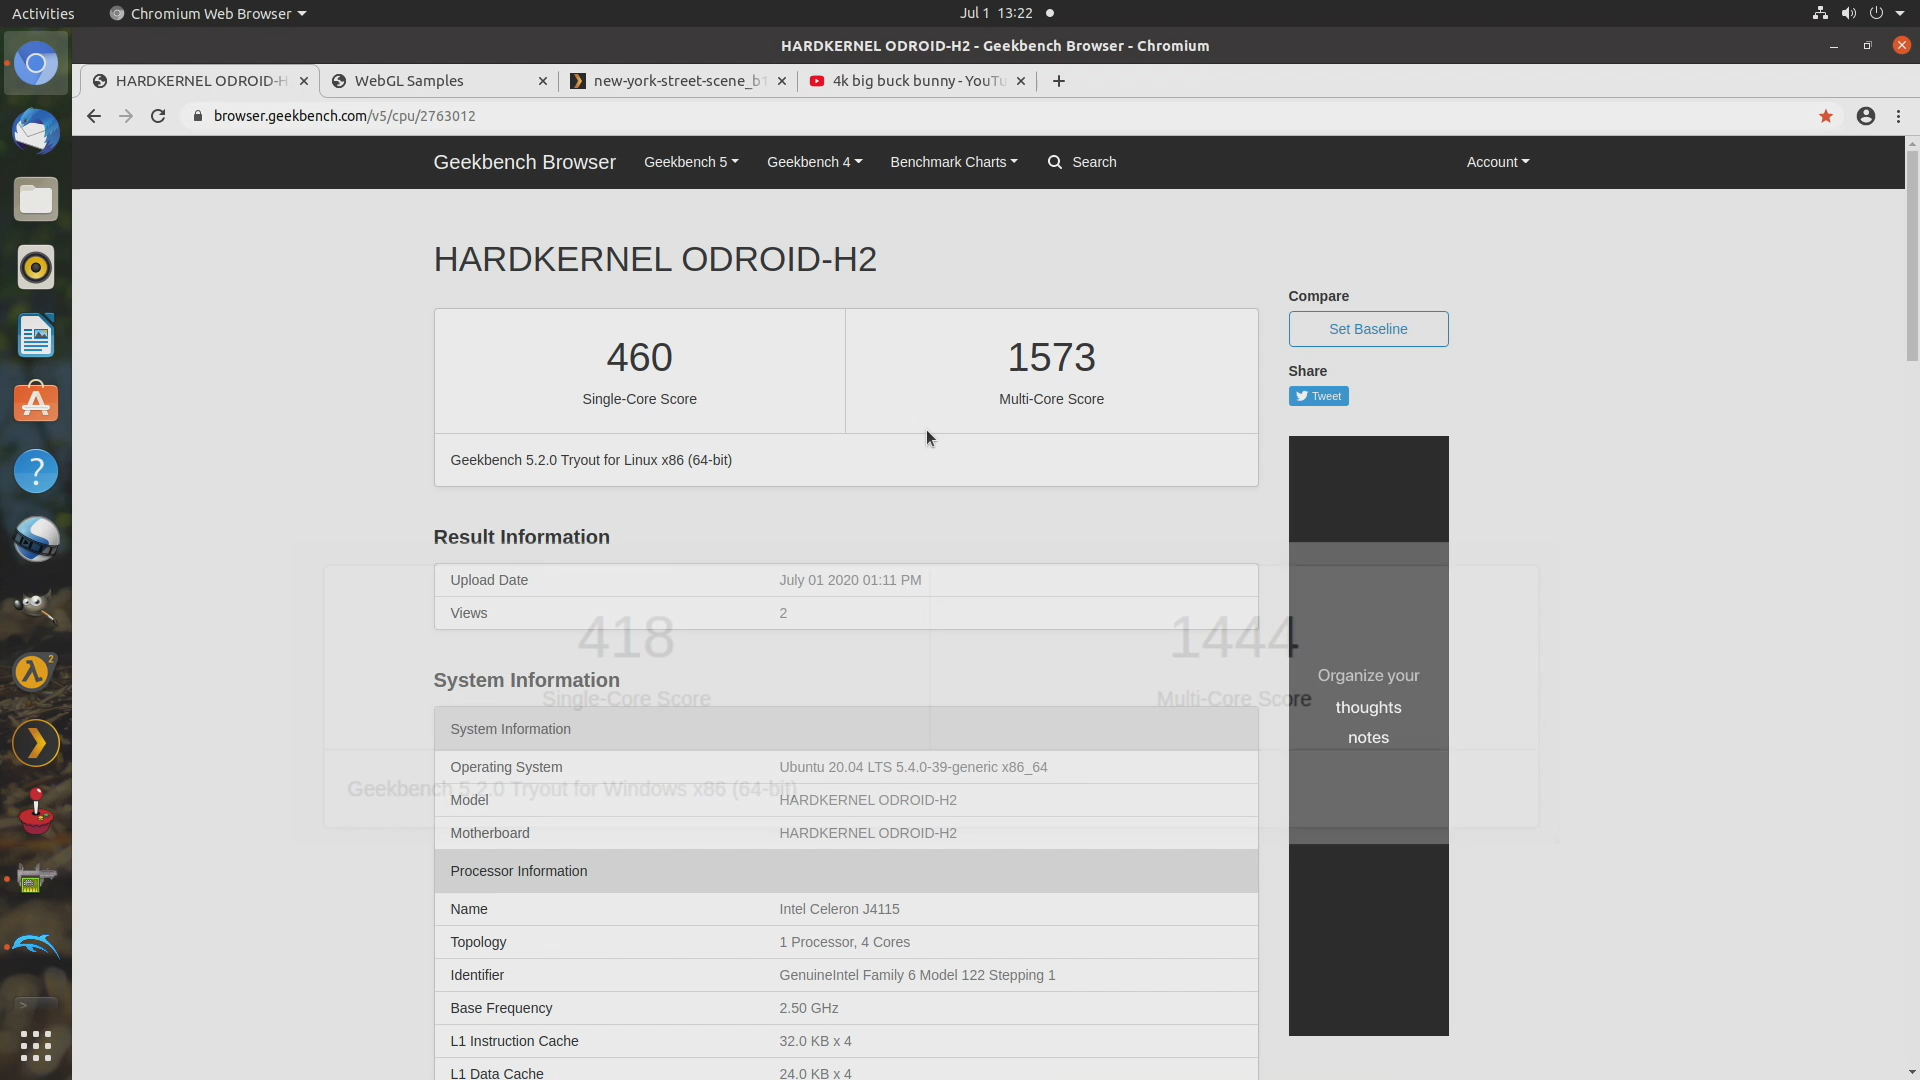 Activities
Chromium Web Browser
Jul 1 13:22
HARDKERNEL ODROID-H2 - Geekbench Browser - Chromium
HARDKERNEL ODROID-H
WebGL Samples
new-york-street-scene_b1
4k big buck bunny - YouTu
browser.geekbench.com/v5/cpu/2763012
Geekbench Browser
Geekbench 5
Geekbench 4
Benchmark Charts
Search
Account
HARDKERNEL ODROID-H2
460
Single-Core Score
1573
Multi-Core Score
Geekbench 5.2.0 Tryout for Linux x86 (64-bit)
Compare
Set Baseline
Share
Tweet
Result Information
Upload Date July 01 2020 01:11 PM
Views 2
418
Single-Core Score
1444
Multi-Core Score
Geekbench 5.2.0 Tryout for Windows x86 (64-bit)
System Information
System Information
Operating System Ubuntu 20.04 LTS 5.4.0-39-generic x86_64
Model HARDKERNEL ODROID-H2
Motherboard HARDKERNEL ODROID-H2
Processor Information
Name Intel Celeron J4115
Topology 1 Processor, 4 Cores
Identifier GenuineIntel Family 6 Model 122 Stepping 1
Base Frequency 2.50 GHz
L1 Instruction Cache 32.0 KB x 4
L1 Data Cache 24.0 KB x 4
Organize your
thoughts
notes